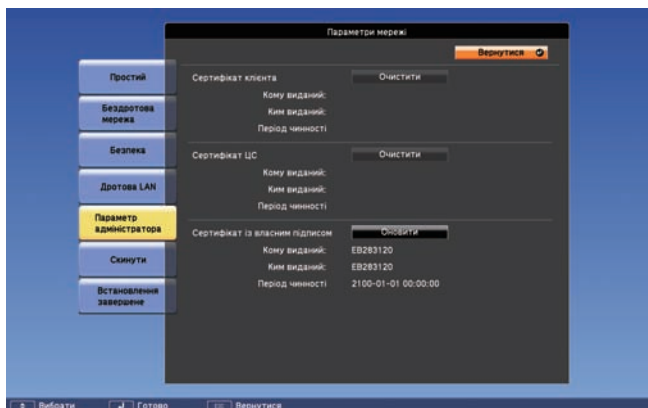 Параметри мережі
Вернутися
Простий
Бездротова
мережа
Безпека
Дротова LAN
Параметр
адміністратора
Скинути
Встановлення
завершене
Сертифікат клієнта Очистити
Кому виданий:
Ким виданий:
Період чинності
Сертифікат ЦС Очистити
Кому виданий:
Ким виданий:
Період чинності
Сертифікат із власним підписом Оновити
Кому виданий: EB283120
Ким виданий: EB283120
Період чинності 2100-01-01 00:00:00
Вибрати Готово Esc Вернутися